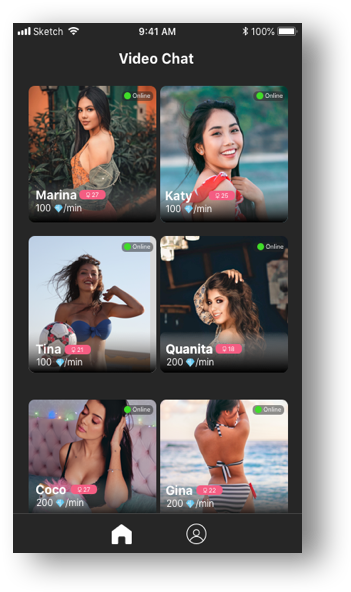 Sketch 9:41 AM 100%
Video Chat
Online Online
Marina 27 Katy 25
100 💎/min 100 💎/min
Online Online
Tina 21 Quanita 18
100 💎/min 200 💎/min
Online Online
Coco 27 Gina 22
200 💎/min 200 💎/min